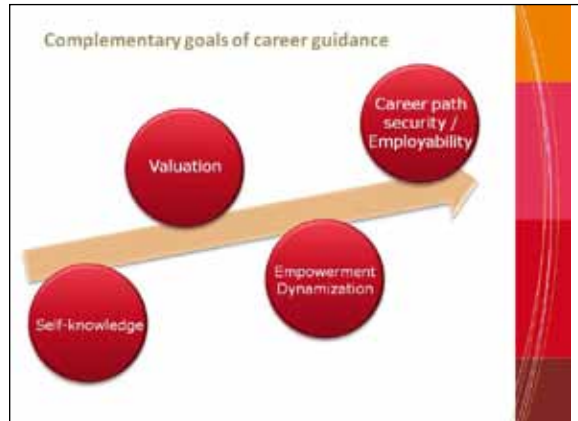 Complementary goals of career guidance
Career path
security /
Employability
Valuation
Empowerment
Dynamization
Self-knowledge